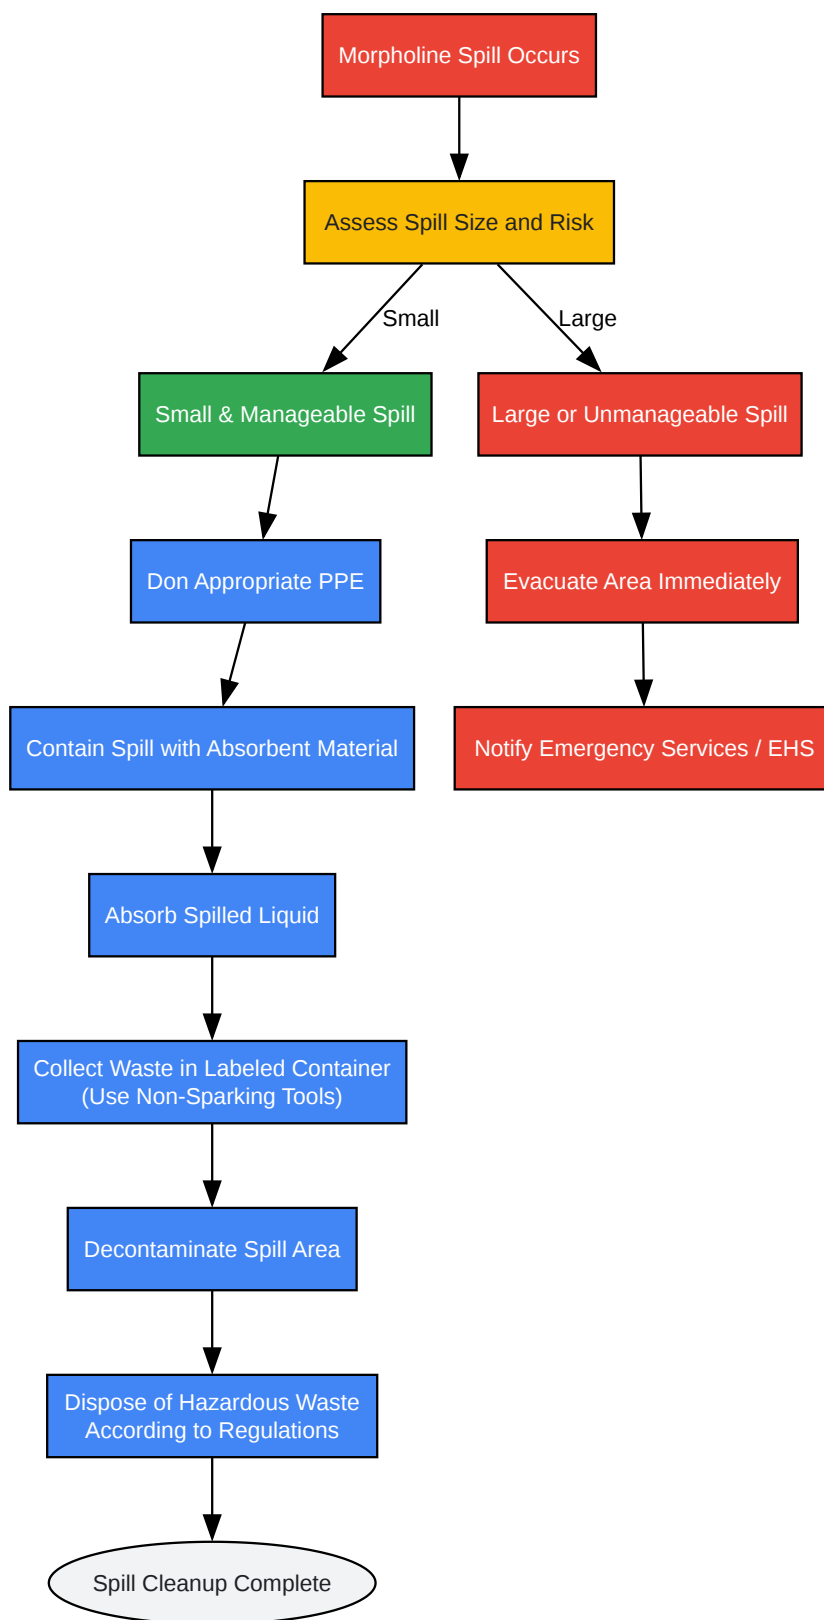 Morpholine Spill Occurs
Assess Spill Size and Risk
Small
Large
Small & Manageable Spill
Large or Unmanageable Spill
Don Appropriate PPE
Evacuate Area Immediately
Contain Spill with Absorbent Material
Notify Emergency Services / EHS
Absorb Spilled Liquid
Collect Waste in Labeled Container
(Use Non-Sparking Tools)
Decontaminate Spill Area
Dispose of Hazardous Waste
According to Regulations
Spill Cleanup Complete